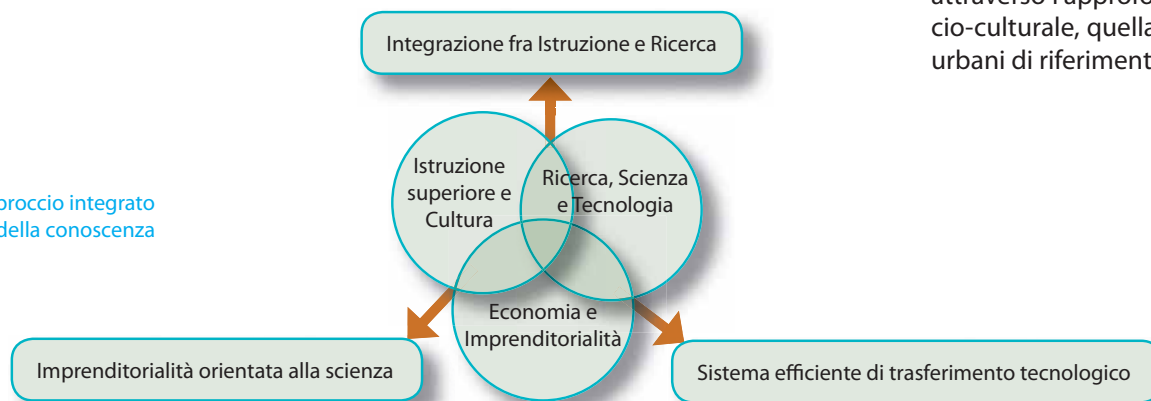 urbani di riferiment
cio-culturale, quella
Integrazione fra Istruzione e Ricerca
Istruzione
superiore e
Cultura
Ricerca, Scienza
e Tecnologia
proccio integrato
della conoscenza
Economia e
Imprenditorialità
Imprenditorialità orientata alla scienza
Sistema efficiente di trasferimento tecnologico